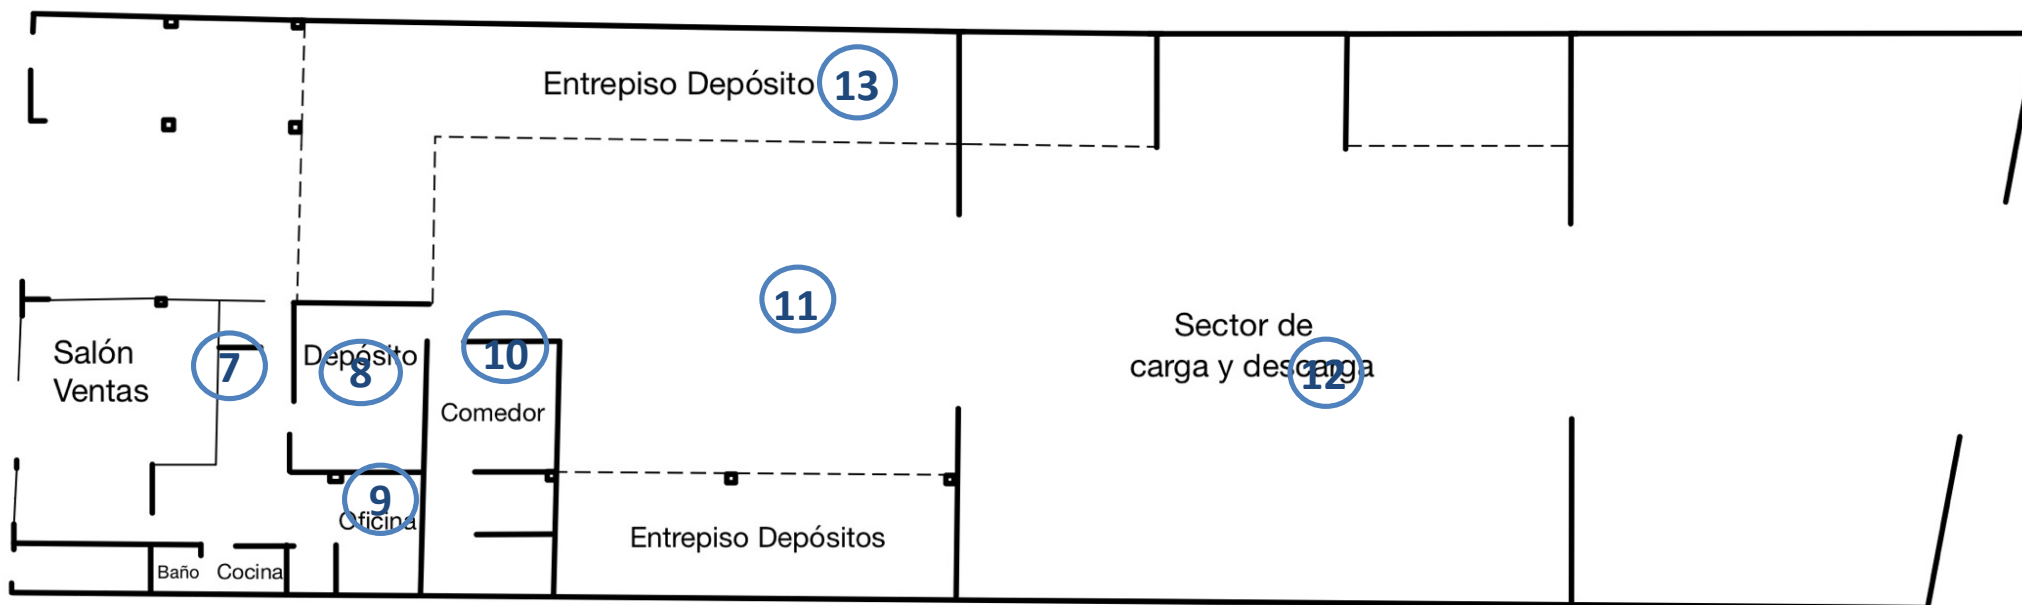 Entrepiso Depósito 13
11
Sector de
carga y descarga
12
Salón
Ventas
7
Depósito
8
10
Comedor
9
Oficina
Entrepiso Depósitos
Baño
Cocina